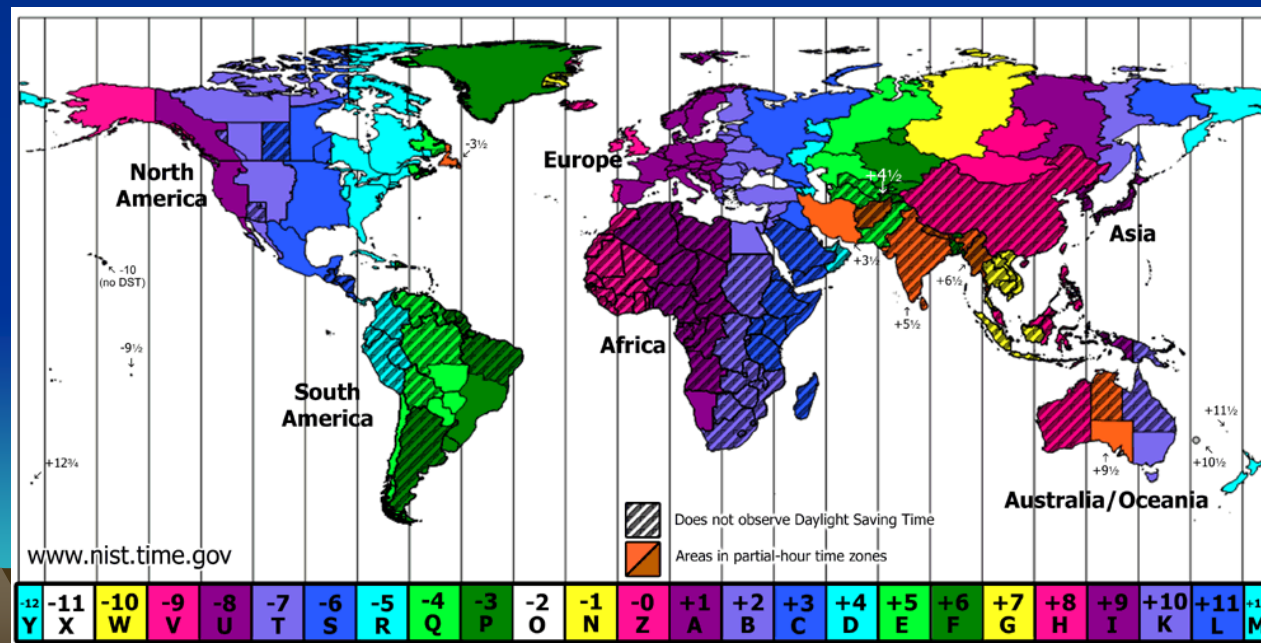 -3½
North
America
Europe
+4½
Asia
-10
(no DST)
+3½
+6½
+5½
-9½
Africa
South
America
+12¾
+11½
+10½
+9½
Australia/Oceania
Does not observe Daylight Saving Time
www.nist.time.gov
Areas in partial-hour time zones
-12 -11 -10 -9 -8 -7 -6 -5 -4 -3 -2 -1 -0 +1 +2 +3 +4 +5 +6 +7 +8 +9 +10 +11
Y X W V U T S R Q P O N Z A B C D E F G H I K L M